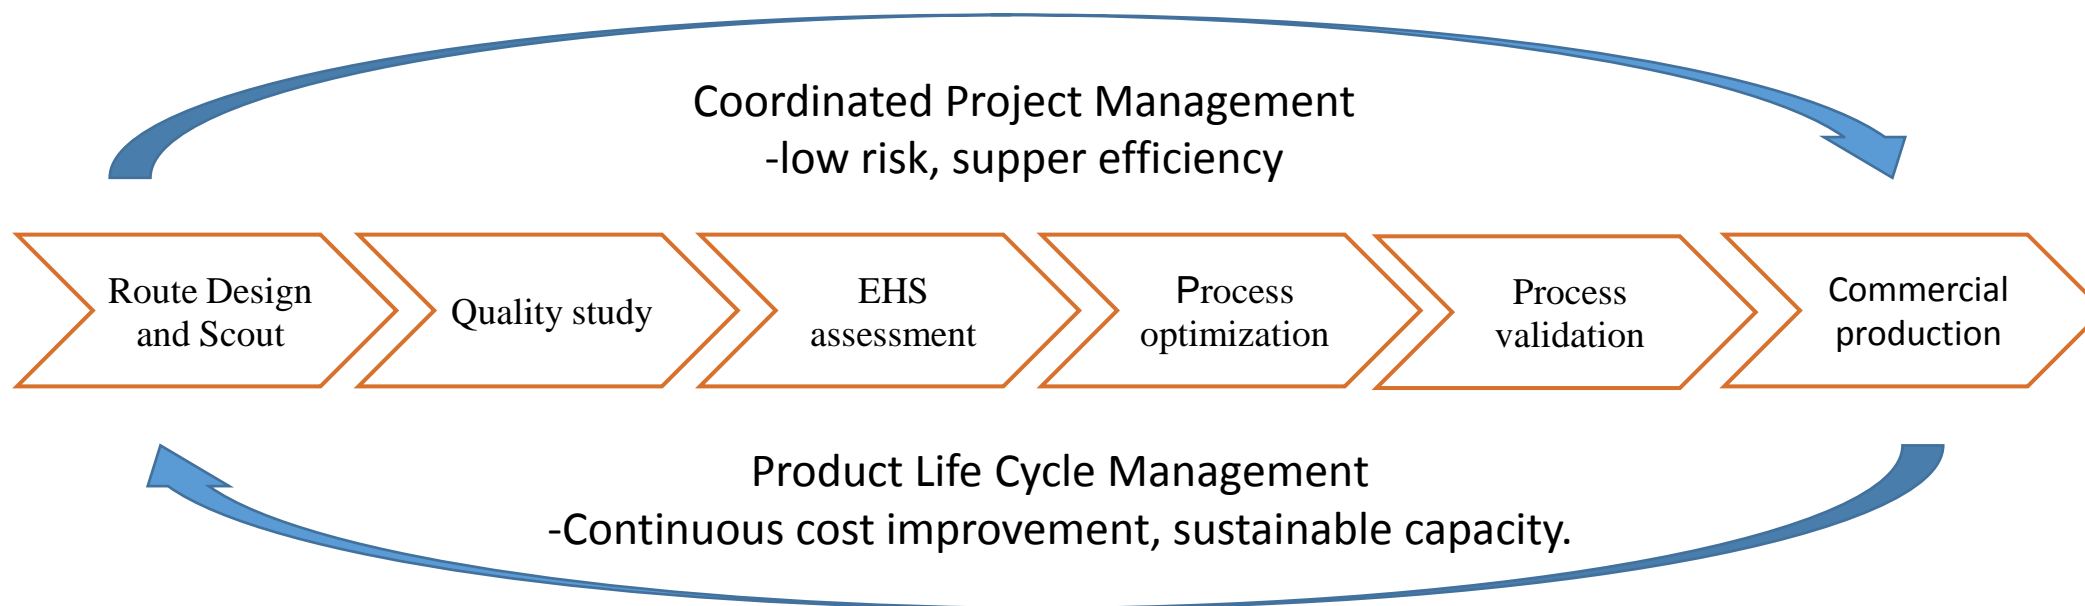 Coordinated Project Management
-low risk, supper efficiency
Route Design
and Scout
Quality study
EHS
assessment
Process
optimization
Process
validation
Commercial
production
Product Life Cycle Management
-Continuous cost improvement, sustainable capacity.